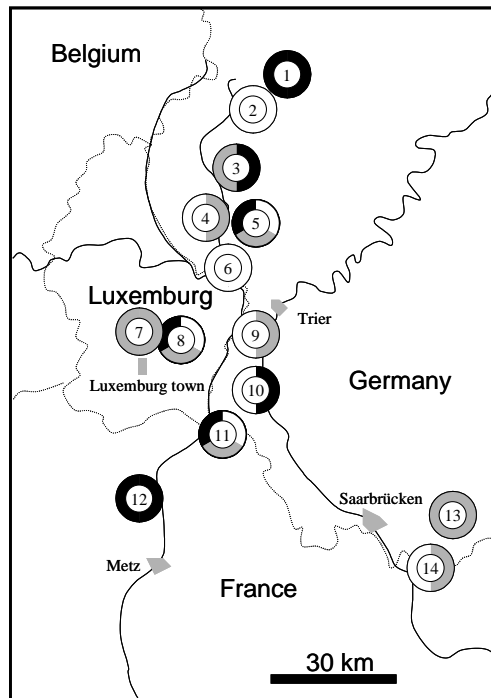 Belgium
1
2
3
4
5
6
Luxemburg
7
8
9
Trier
Luxemburg town
10
Germany
11
12
Saarbrücken
13
Metz
14
France
30 km